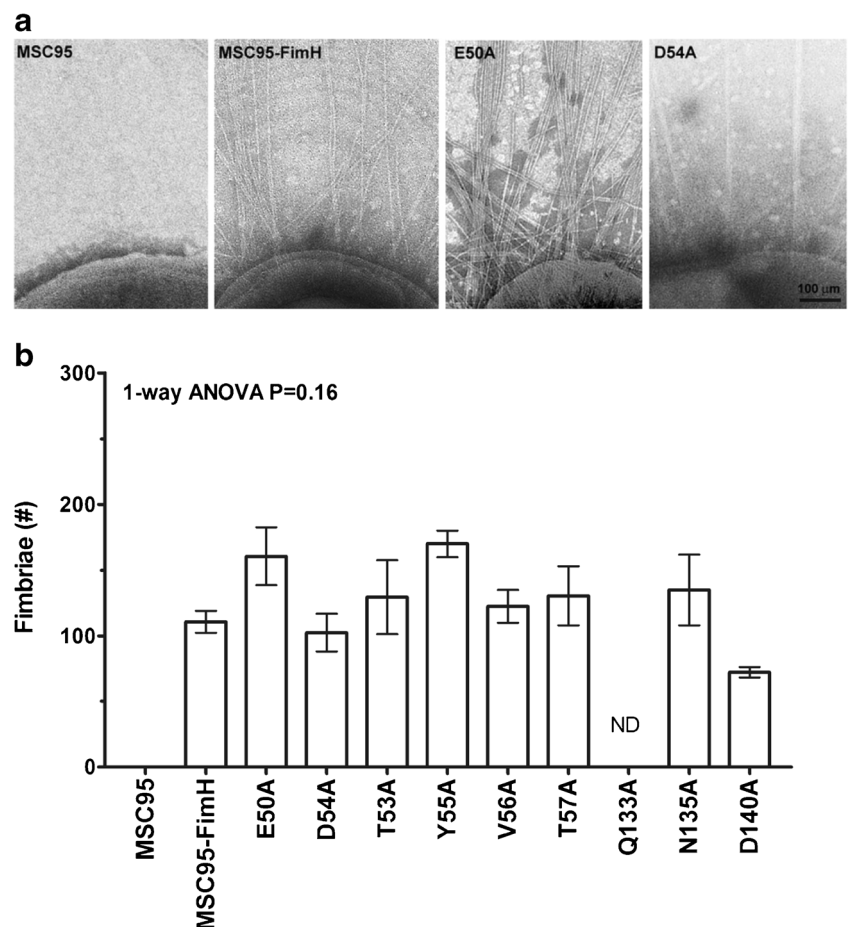 a
MSC95 MSC95-FimH E50A D54A
100 μm
b
300
1-way ANOVA P=0.16
200
100
0
Fimbriae (#)
ND
MSC95 MSC95-FimH E50A D54A T53A Y55A V56A T57A Q133A N135A D140A